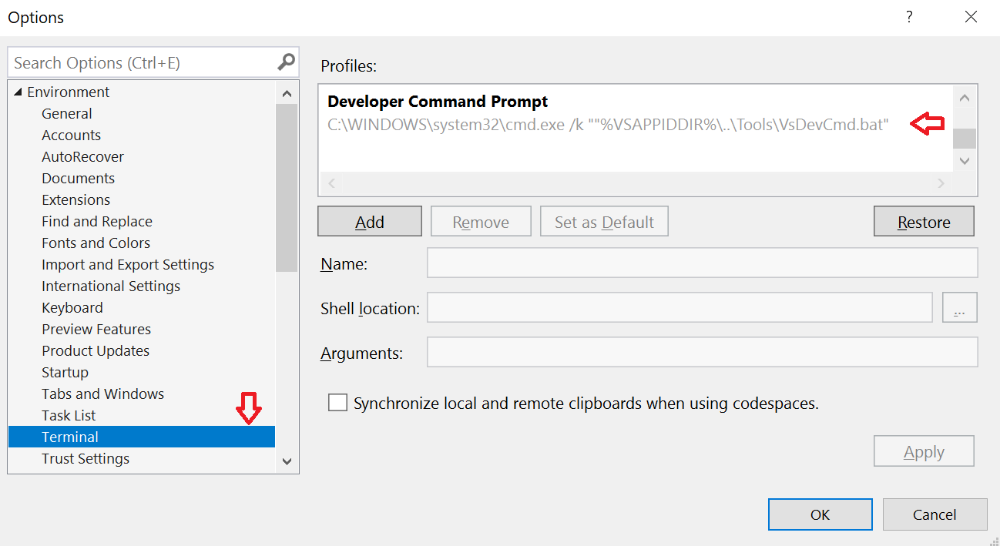 Options
?
Search Options (Ctrl+E)
Environment
General
Accounts
AutoRecover
Documents
Extensions
Find and Replace
Fonts and Colors
Import and Export Settings
International Settings
Keyboard
Preview Features
Product Updates
Startup
Tabs and Windows
Task List
Terminal
Trust Settings
Profiles:
Developer Command Prompt
C:\WINDOWS\system32\cmd.exe /k ""%VSAPPIDDIR%\..\Tools\VsDevCmd.bat"
Add Remove Set as Default Restore
Name:
Shell location: ...
Arguments:
Synchronize local and remote clipboards when using codespaces.
Apply
OK Cancel